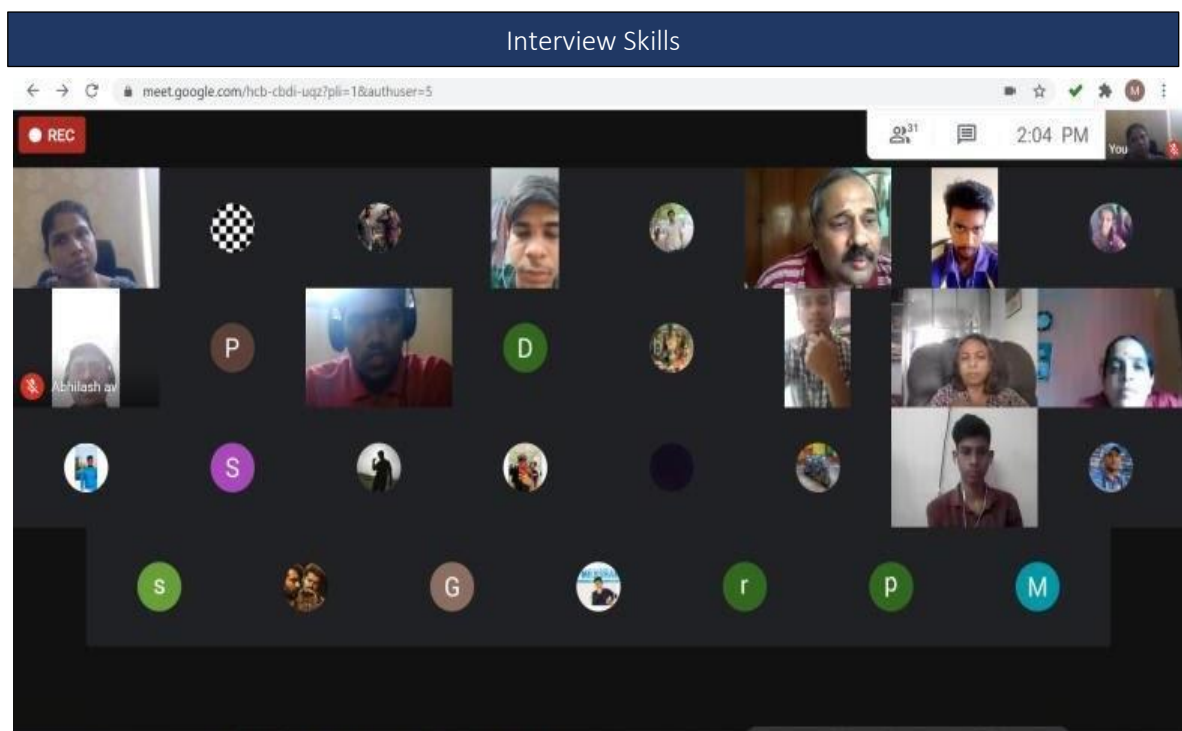 Interview Skills
meet.google.com/hcb-cbdi-uqz?pli=1&authuser=5
M
REC
31
2:04 PM
You
P
Abhilash av
D
S
s
G
r
p
M